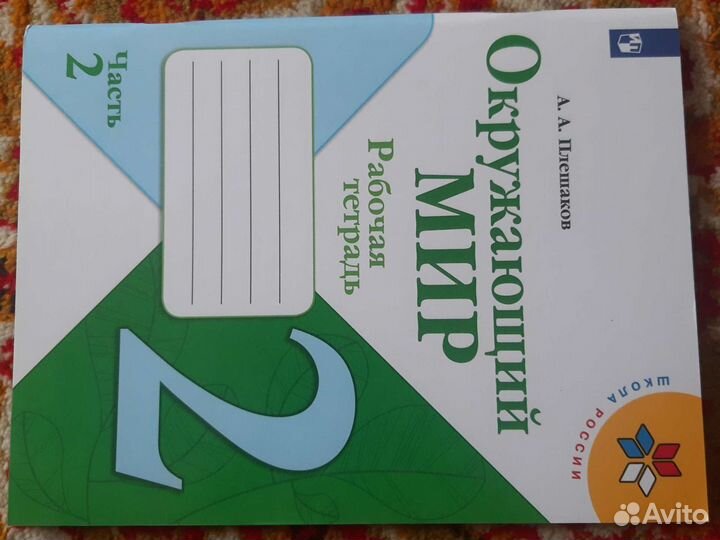 А. А. Плешаков
Окружающий
МИР
Рабочая
тетрадь
Часть
2
2
ШКОЛА РОССИИ
Avito